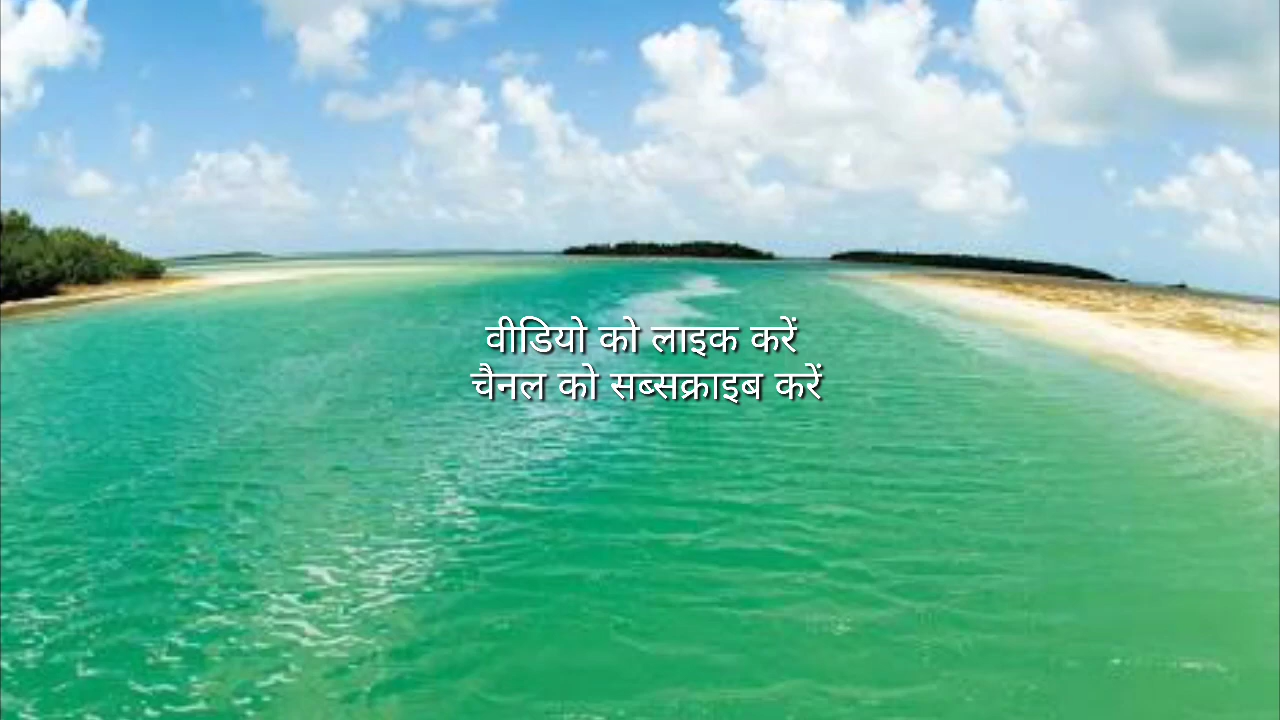 वीडियो को लाइक करें
चैनल को सब्सक्राइब करें